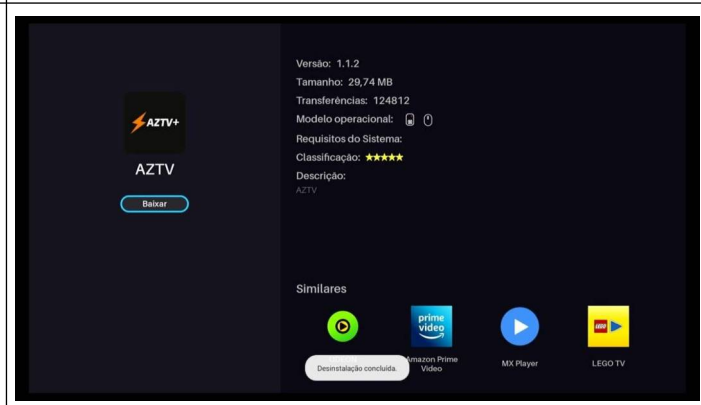 AZTV+
AZTV
Baixar
Versão: 1.1.2
Tamanho: 29,74 MB
Transferências: 124812
Modelo operacional:
Requisitos do Sistema:
Classificação: ★★★★★
Descrição:
AZTV
Similares
prime video
LEGO
Amazon Prime Video
MX Player
LEGO TV
Desinstalação concluída.